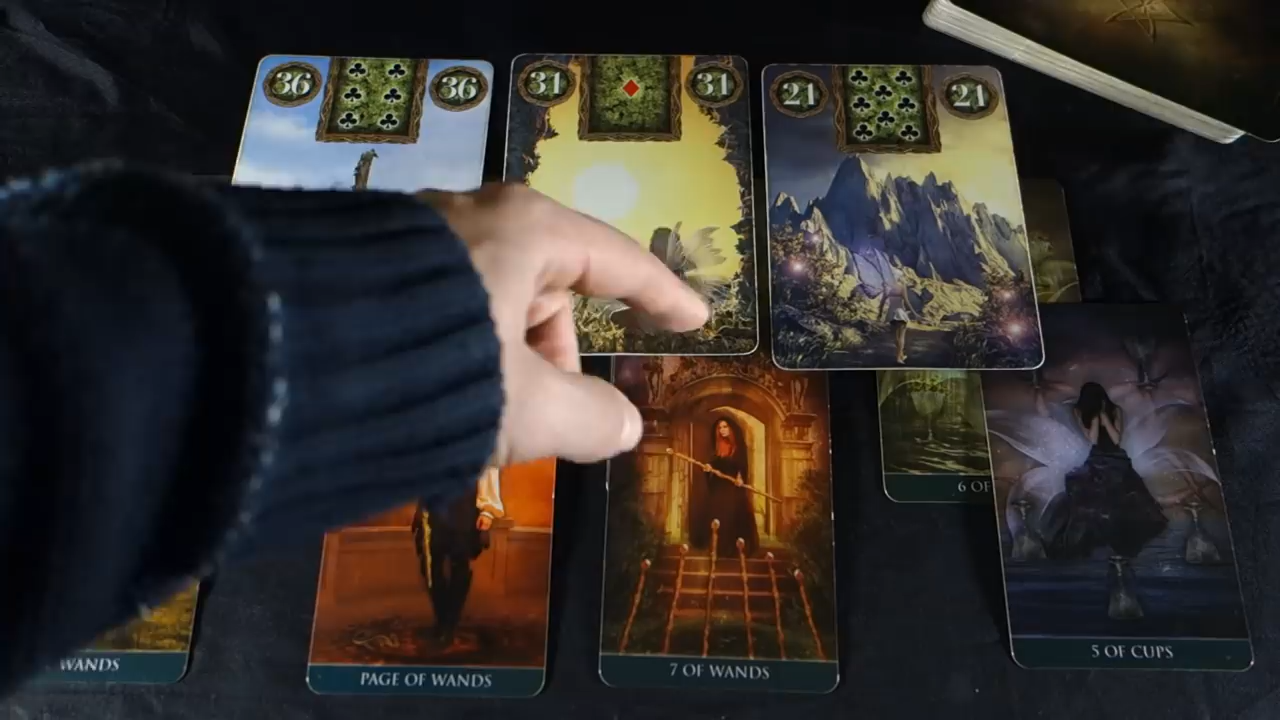 36 36
31 31
21 21
6 OF
WANDS
PAGE OF WANDS
7 OF WANDS
5 OF CUPS